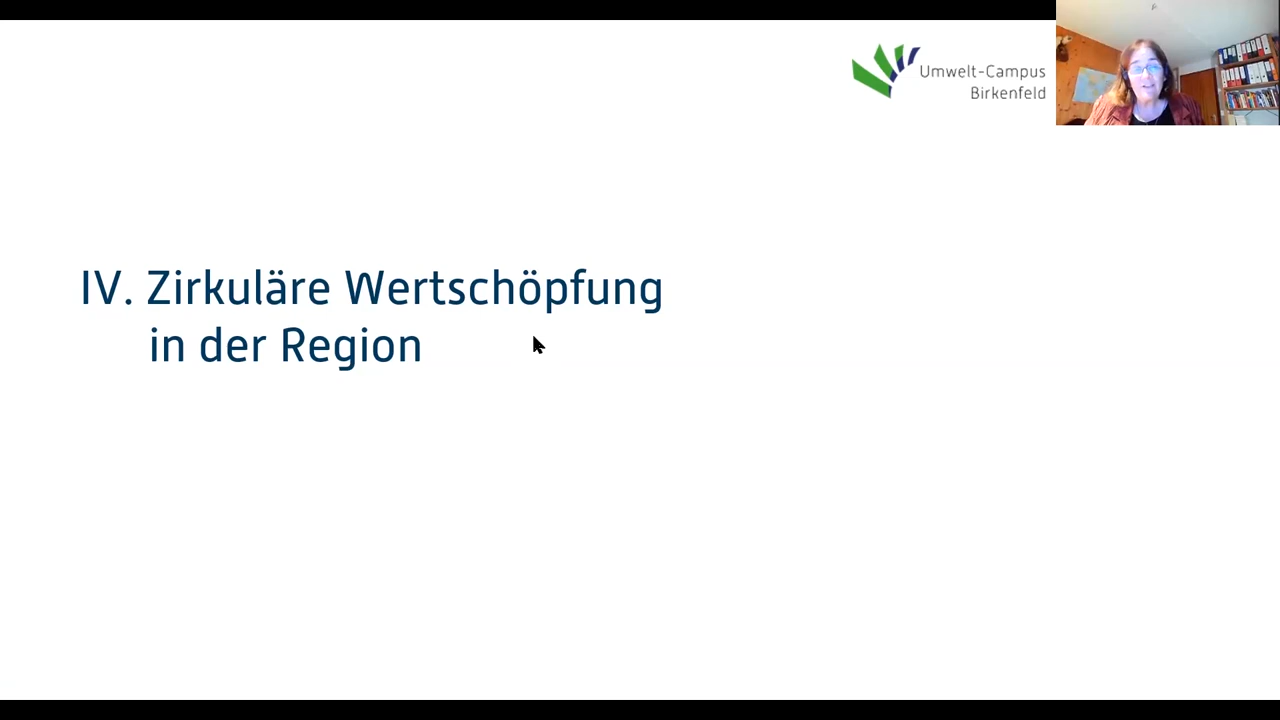 Umwelt-Campus
Birkenfeld
IV. Zirkuläre Wertschöpfung
in der Region